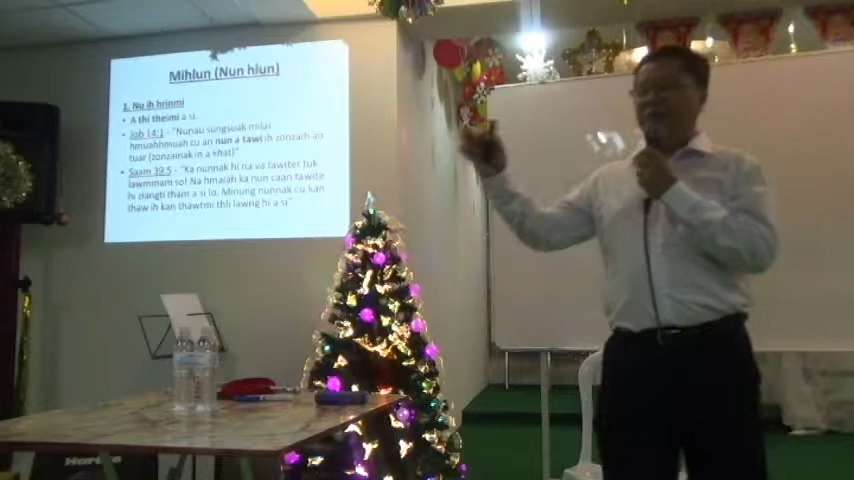 Mihlun (Nun hlun)
1. Nu ih hrinmi
• A thi theimi a si.
• Job 14:1 - "Nunau sungsuak milai
hmuahhmuah cu an nun a tawi ih zonzaih an
tuar (zonzainak in a khat)".
• Saam 39:5 - "Ka nunnak hi na va tawiter tuk
lawmmam so! Na hmaiah ka nun caan tawite
hi ziangti tham a si lo. Minung nunnak cu kan
thaw ih kan thawtmi thli lawng hi a si"